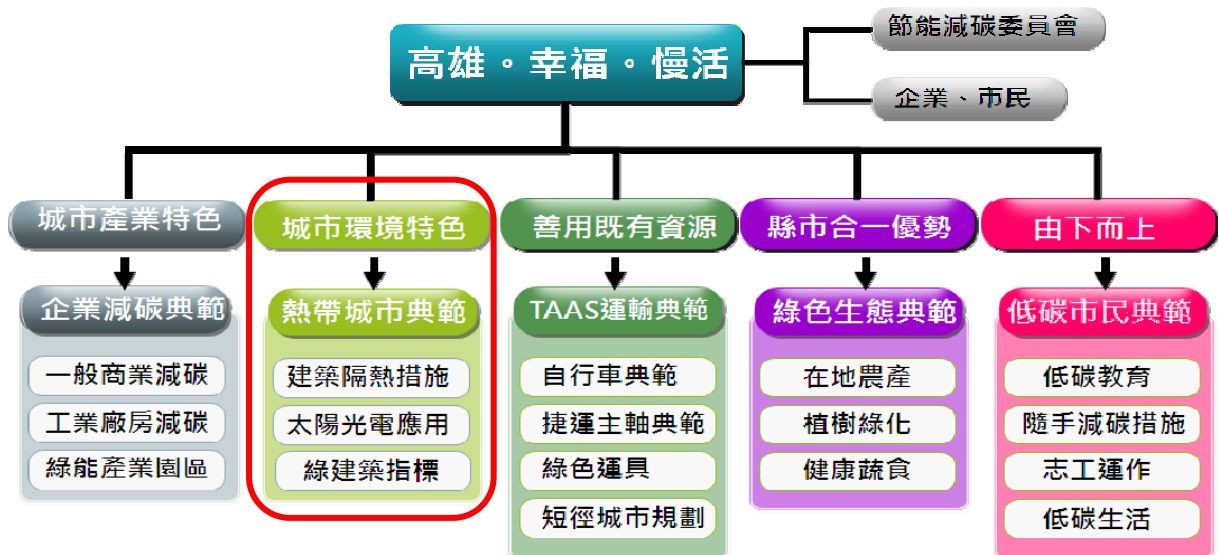 高雄。幸福。慢活
節能減碳委員會
企業、市民
城市產業特色
城市環境特色
善用既有資源
縣市合一優勢
由下而上
企業減碳典範
熱帶城市典範
TAAS運輸典範
綠色生態典範
低碳市民典範
一般商業減碳
工業廠房減碳
綠能產業園區
建築隔熱措施
太陽光電應用
綠建築指標
自行車典範
捷運主軸典範
綠色運具
短徑城市規劃
在地農產
植樹綠化
健康蔬食
低碳教育
隨手減碳措施
志工運作
低碳生活